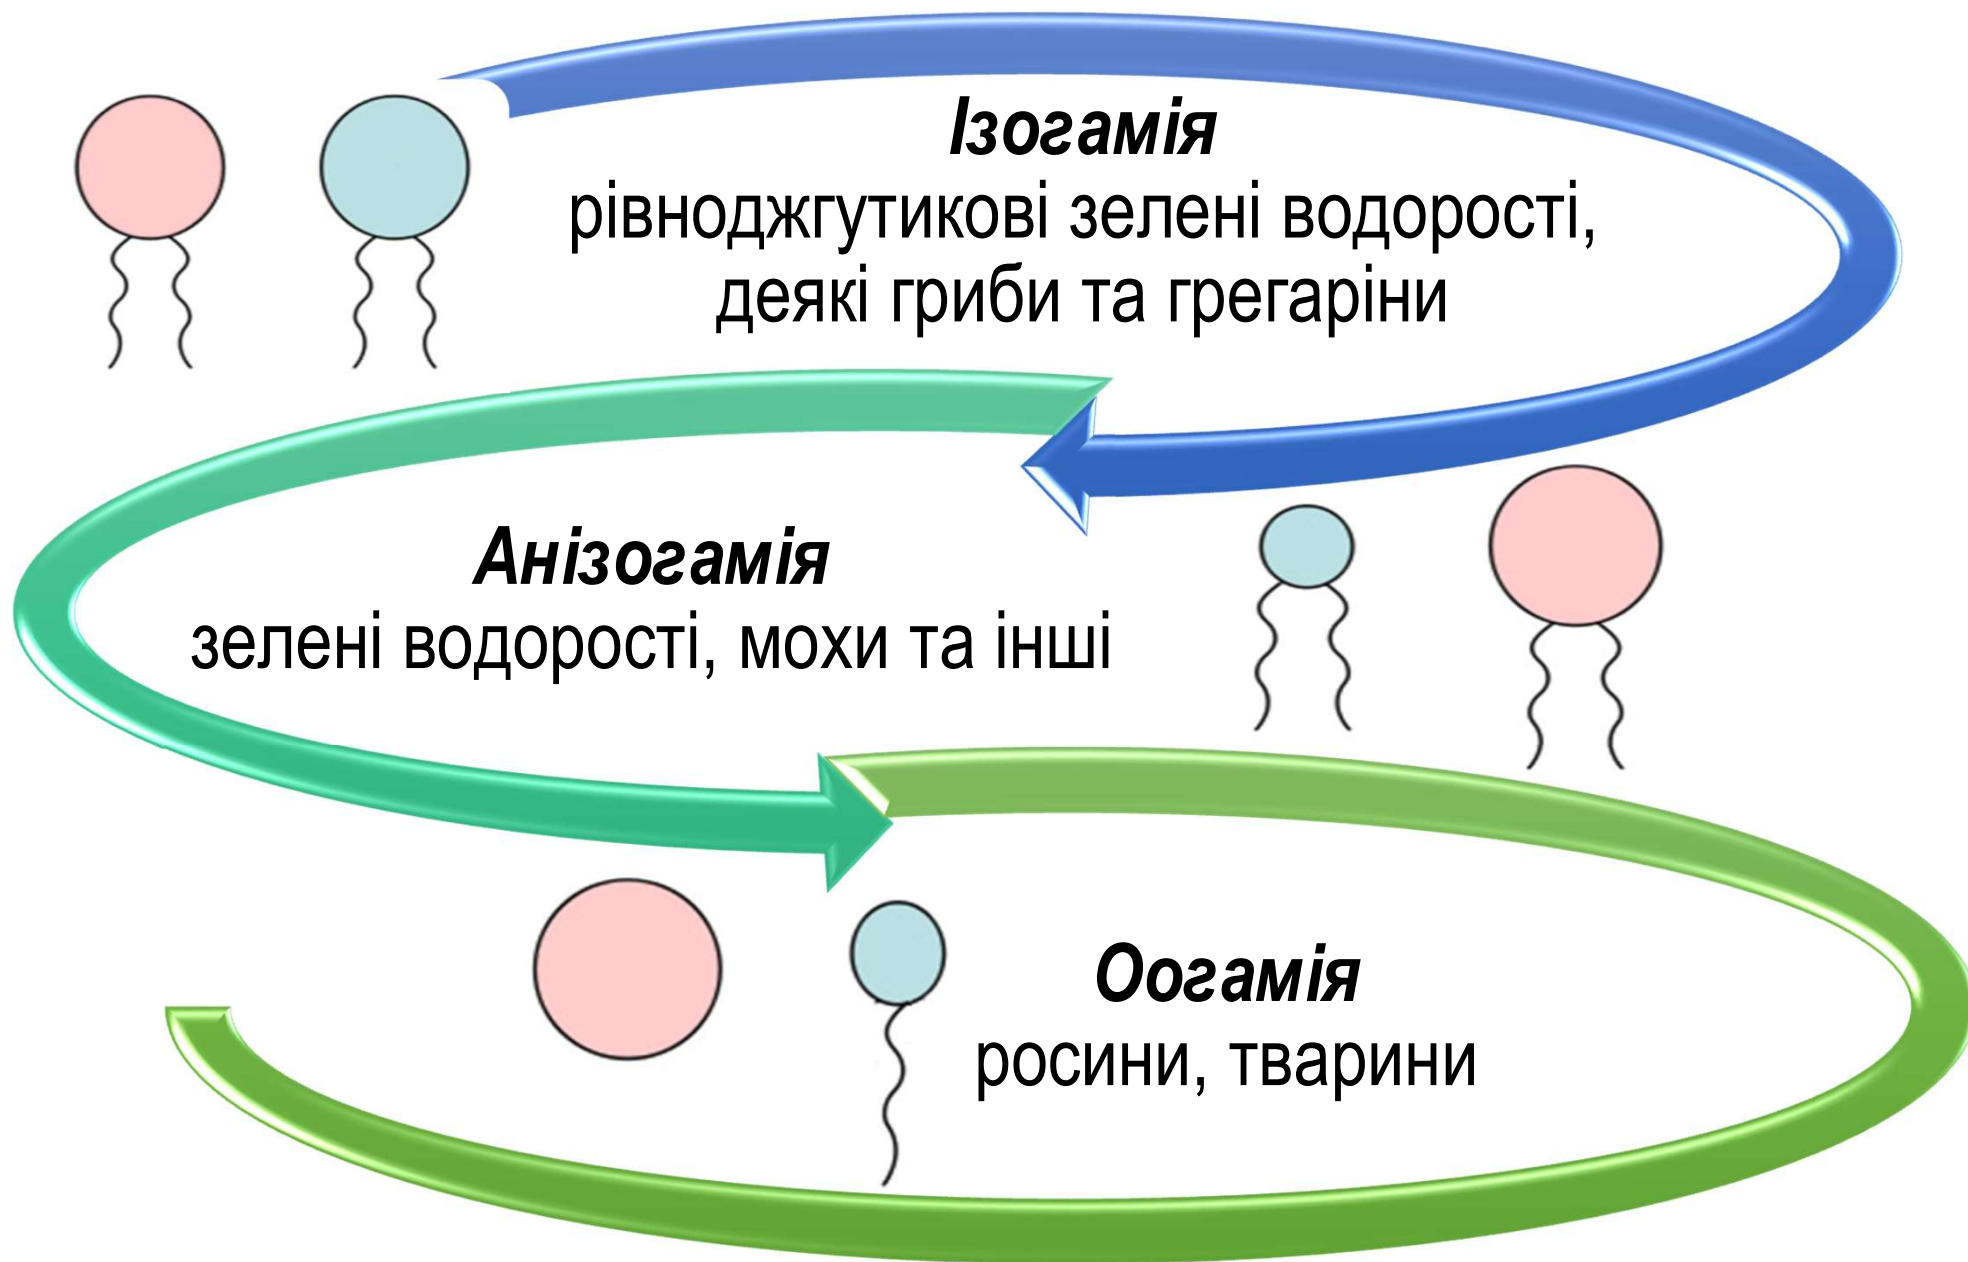 Ізогамія
рівноджгутикові зелені водорості,
деякі гриби та грегаріни
Анізогамія
зелені водорості, мохи та інші
Оогамія
росини, тварини